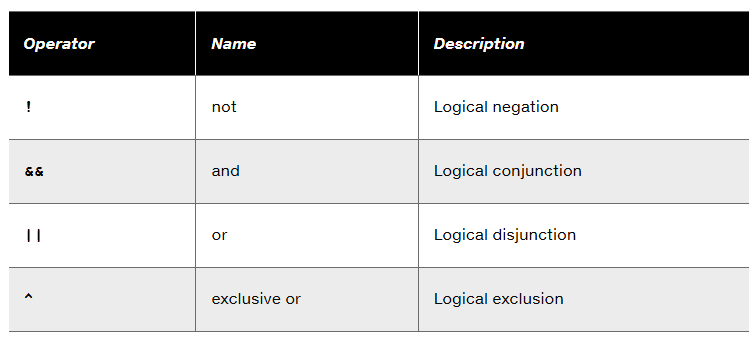 Operator Name Description
! not Logical negation
&& and Logical conjunction
|| or Logical disjunction
^ exclusive or Logical exclusion